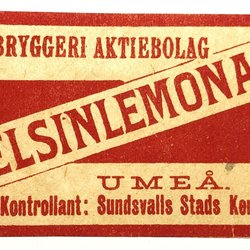 BRYGGERI AKTIEBOLAG
ELSINLEMONA
UMEÅ.
Kontrollant: Sundsvalls Stads Ke